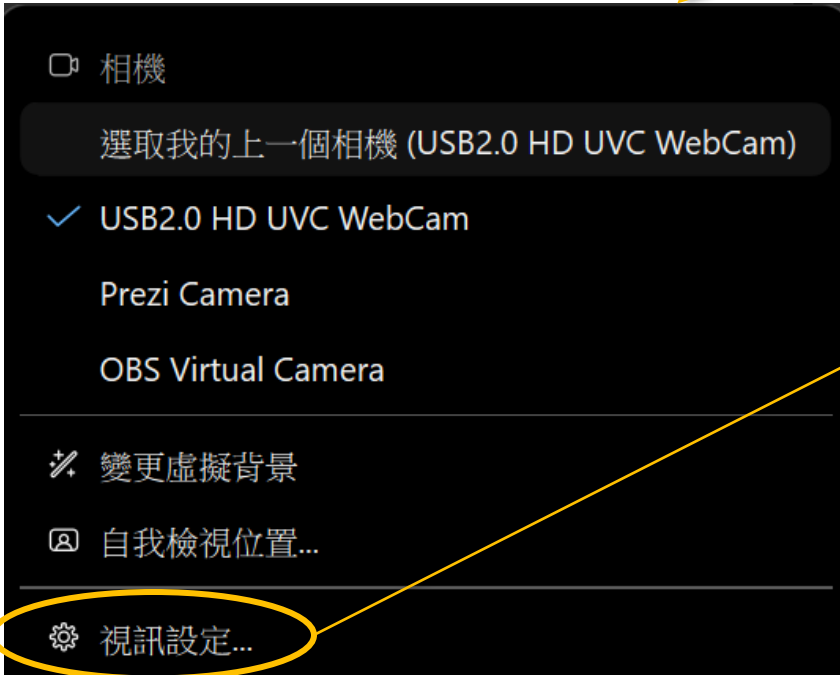 相機
選取我的上一個相機 (USB2.0 HD UVC WebCam)
USB2.0 HD UVC WebCam
Prezi Camera
OBS Virtual Camera
變更虛擬背景
自我檢視位置...
視訊設定...